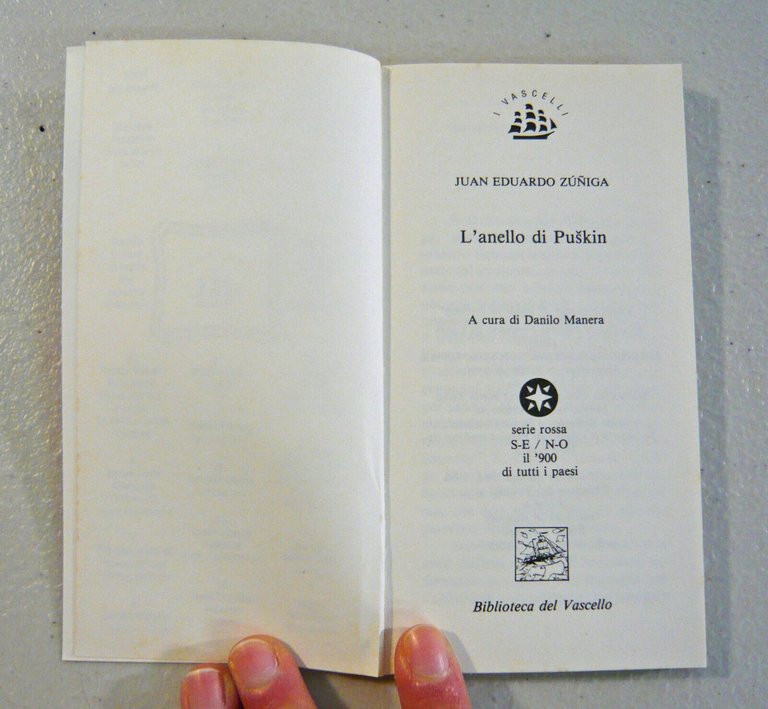 I VASCELLI
JUAN EDUARDO ZÚÑIGA
L'anello di Puškin
A cura di Danilo Manera
serie rossa
S-E / N-O
il '900
di tutti i paesi
Biblioteca del Vascello